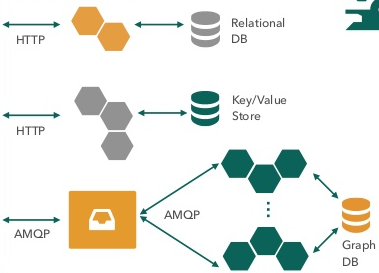 HTTP
Relational
DB
HTTP
Key/Value
Store
AMQP
AMQP
Graph
DB